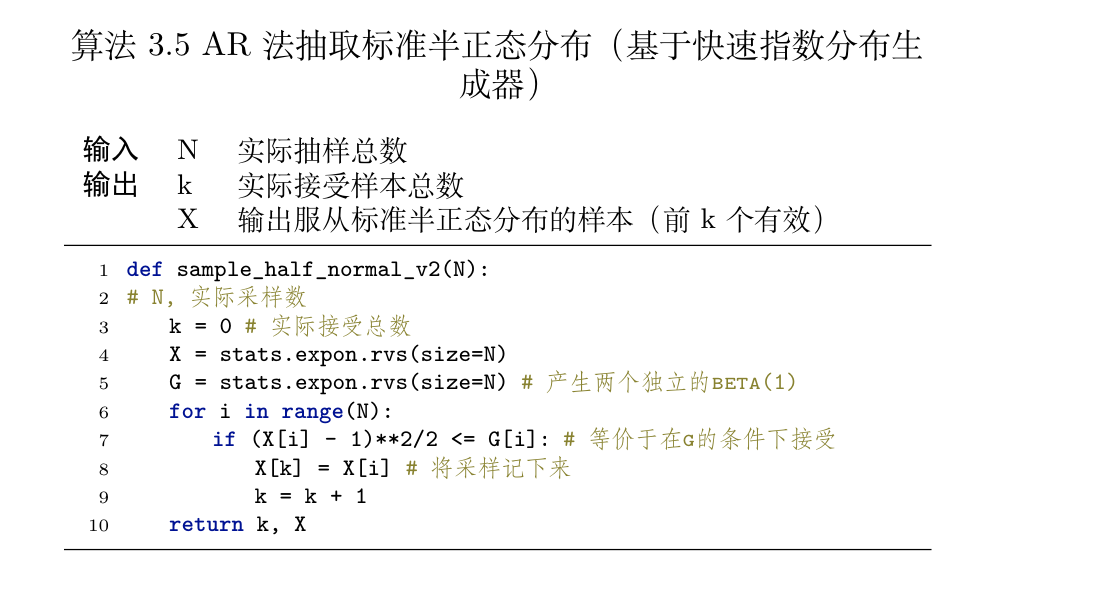 算法 3.5 AR 法抽取标准半正态分布（基于快速指数分布生
成器）
输入 N 实际抽样总数
输出 k 实际接受样本总数
X 输出服从标准半正态分布的样本（前 k 个有效）
1 def sample_half_normal_v2(N):
2 # N, 实际采样数
3 k = 0 # 实际接受总数
4 X = stats.expon.rvs(size=N)
5 G = stats.expon.rvs(size=N) # 产生两个独立的BETA(1)
6 for i in range(N):
7 if (X[i] - 1)**2/2 <= G[i]: # 等价于在G的条件下接受
8 X[k] = X[i] # 将采样记下来
9 k = k + 1
10 return k, X